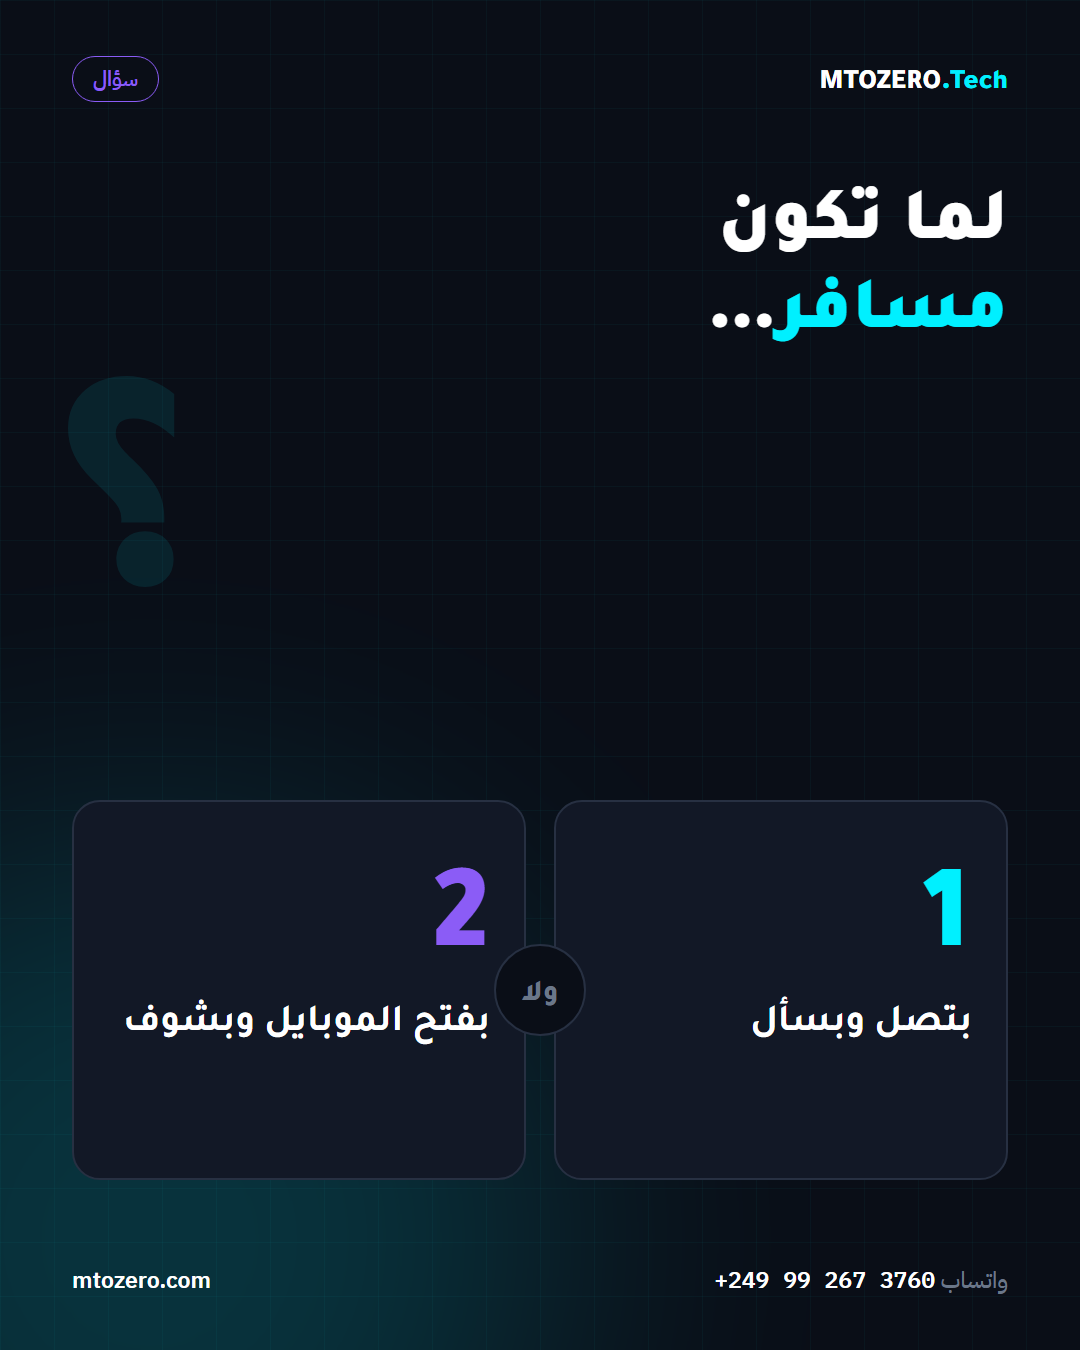 MTOZERO.Tech
سؤال
لما تكون
مسافر...
؟
1
بتصل وبسأل
ولا
2
بفتح الموبايل وبشوف
واتساب +249 99 267 3760
mtozero.com